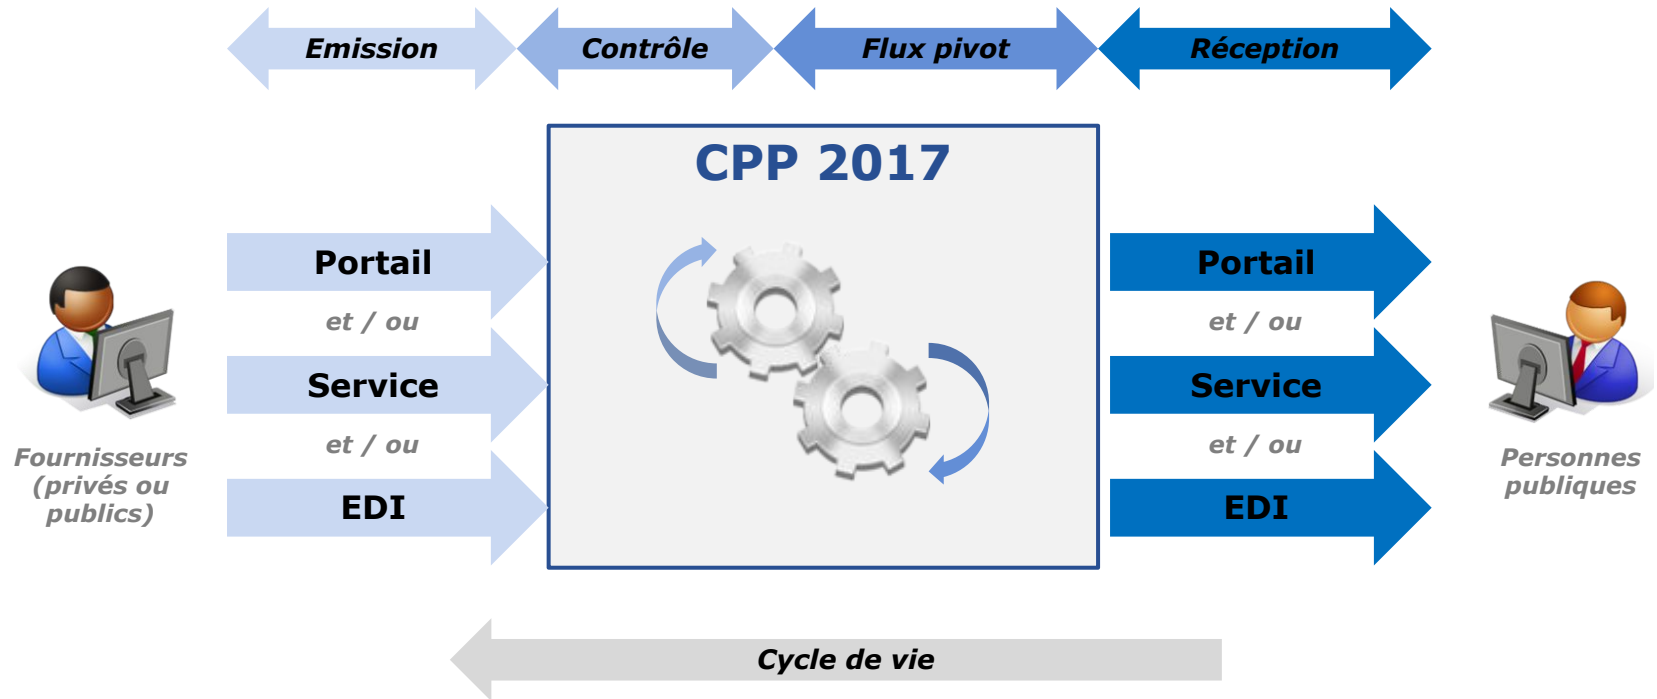 Emission
Contrôle
Flux pivot
Réception
CPP 2017
Portail
et / ou
Service
et / ou
EDI
Fournisseurs
(privés ou
publics)
Portail
et / ou
Service
et / ou
EDI
Personnes
publiques
Cycle de vie